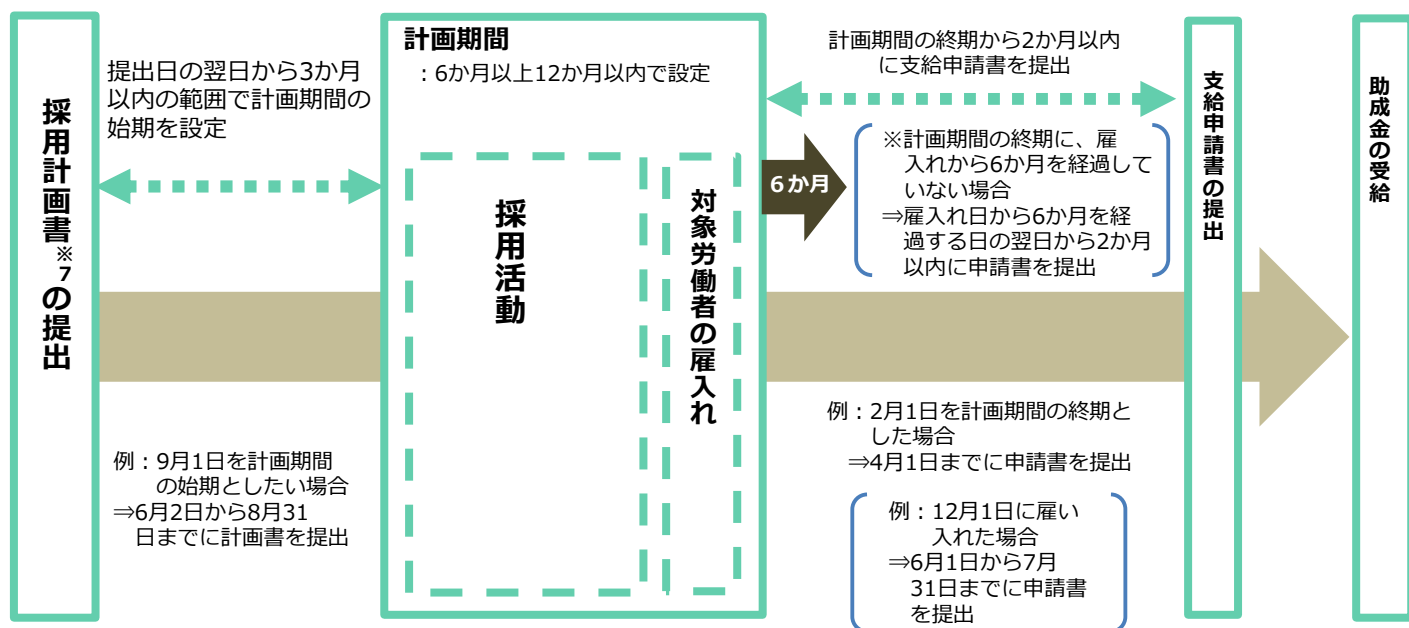 採用計画書※7の提出
提出日の翌日から3か月
以内の範囲で計画期間の
始期を設定
例：9月1日を計画期間
の始期としたい場合
⇒6月2日から8月31
日までに計画書を提出
計画期間
：6か月以上12か月以内で設定
採用活動
対象労働者の雇入れ
計画期間の終期から2か月以内
に支給申請書を提出
6か月
※計画期間の終期に、雇
入れから6か月を経過して
いない場合
⇒雇入れ日から6か月を経
過する日の翌日から2か月
以内に申請書を提出
例：2月1日を計画期間の終期と
した場合
⇒4月1日までに申請書を提出
例：12月1日に雇い
入れた場合
⇒6月1日から7月
31日までに申請書
を提出
支給申請書の提出
助成金の受給